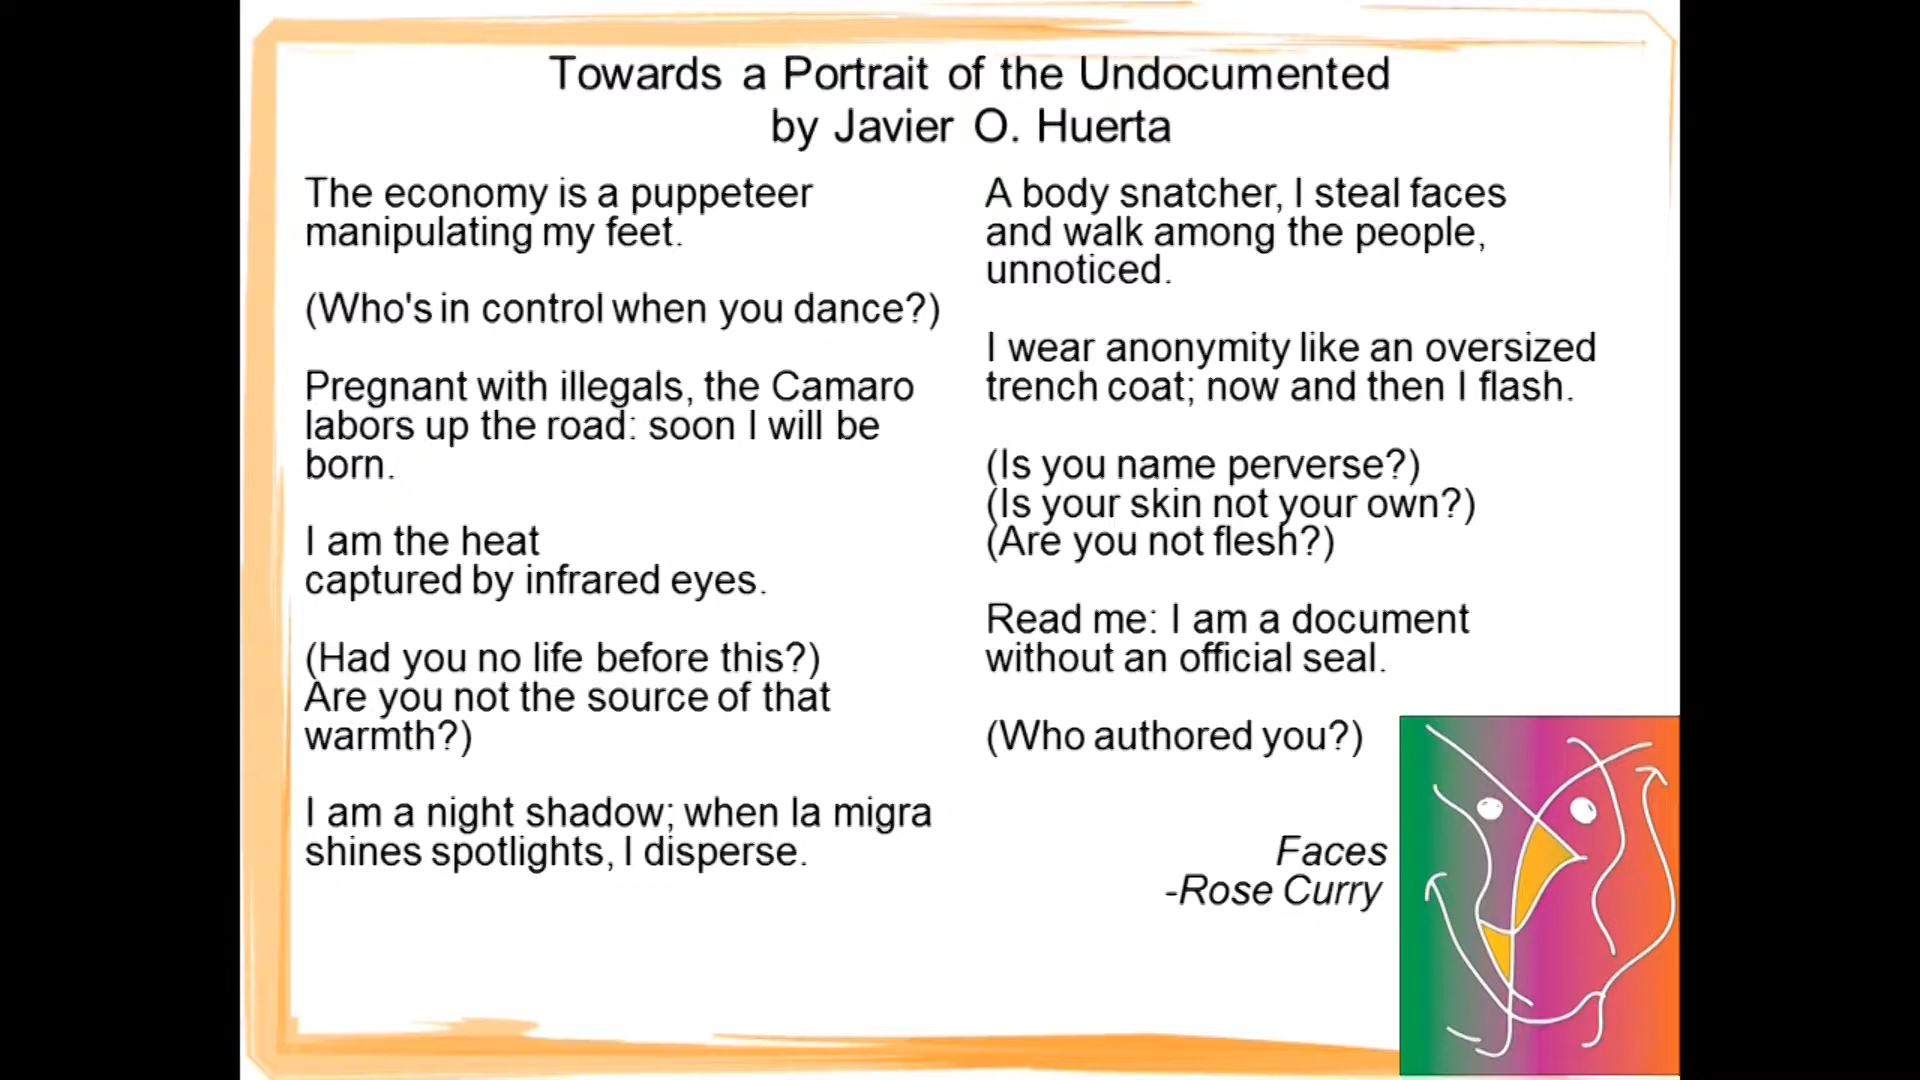 Towards a Portrait of the Undocumented
by Javier O. Huerta
The economy is a puppeteer
manipulating my feet.
(Who's in control when you dance?)
Pregnant with illegals, the Camaro
labors up the road: soon I will be
born.
I am the heat
captured by infrared eyes.
(Had you no life before this?)
Are you not the source of that
warmth?)
I am a night shadow; when la migra
shines spotlights, I disperse.
A body snatcher, I steal faces
and walk among the people,
unnoticed.
I wear anonymity like an oversized
trench coat; now and then I flash.
(Is you name perverse?)
(Is your skin not your own?)
(Are you not flesh?)
Read me: I am a document
without an official seal.
(Who authored you?)
Faces
-Rose Curry